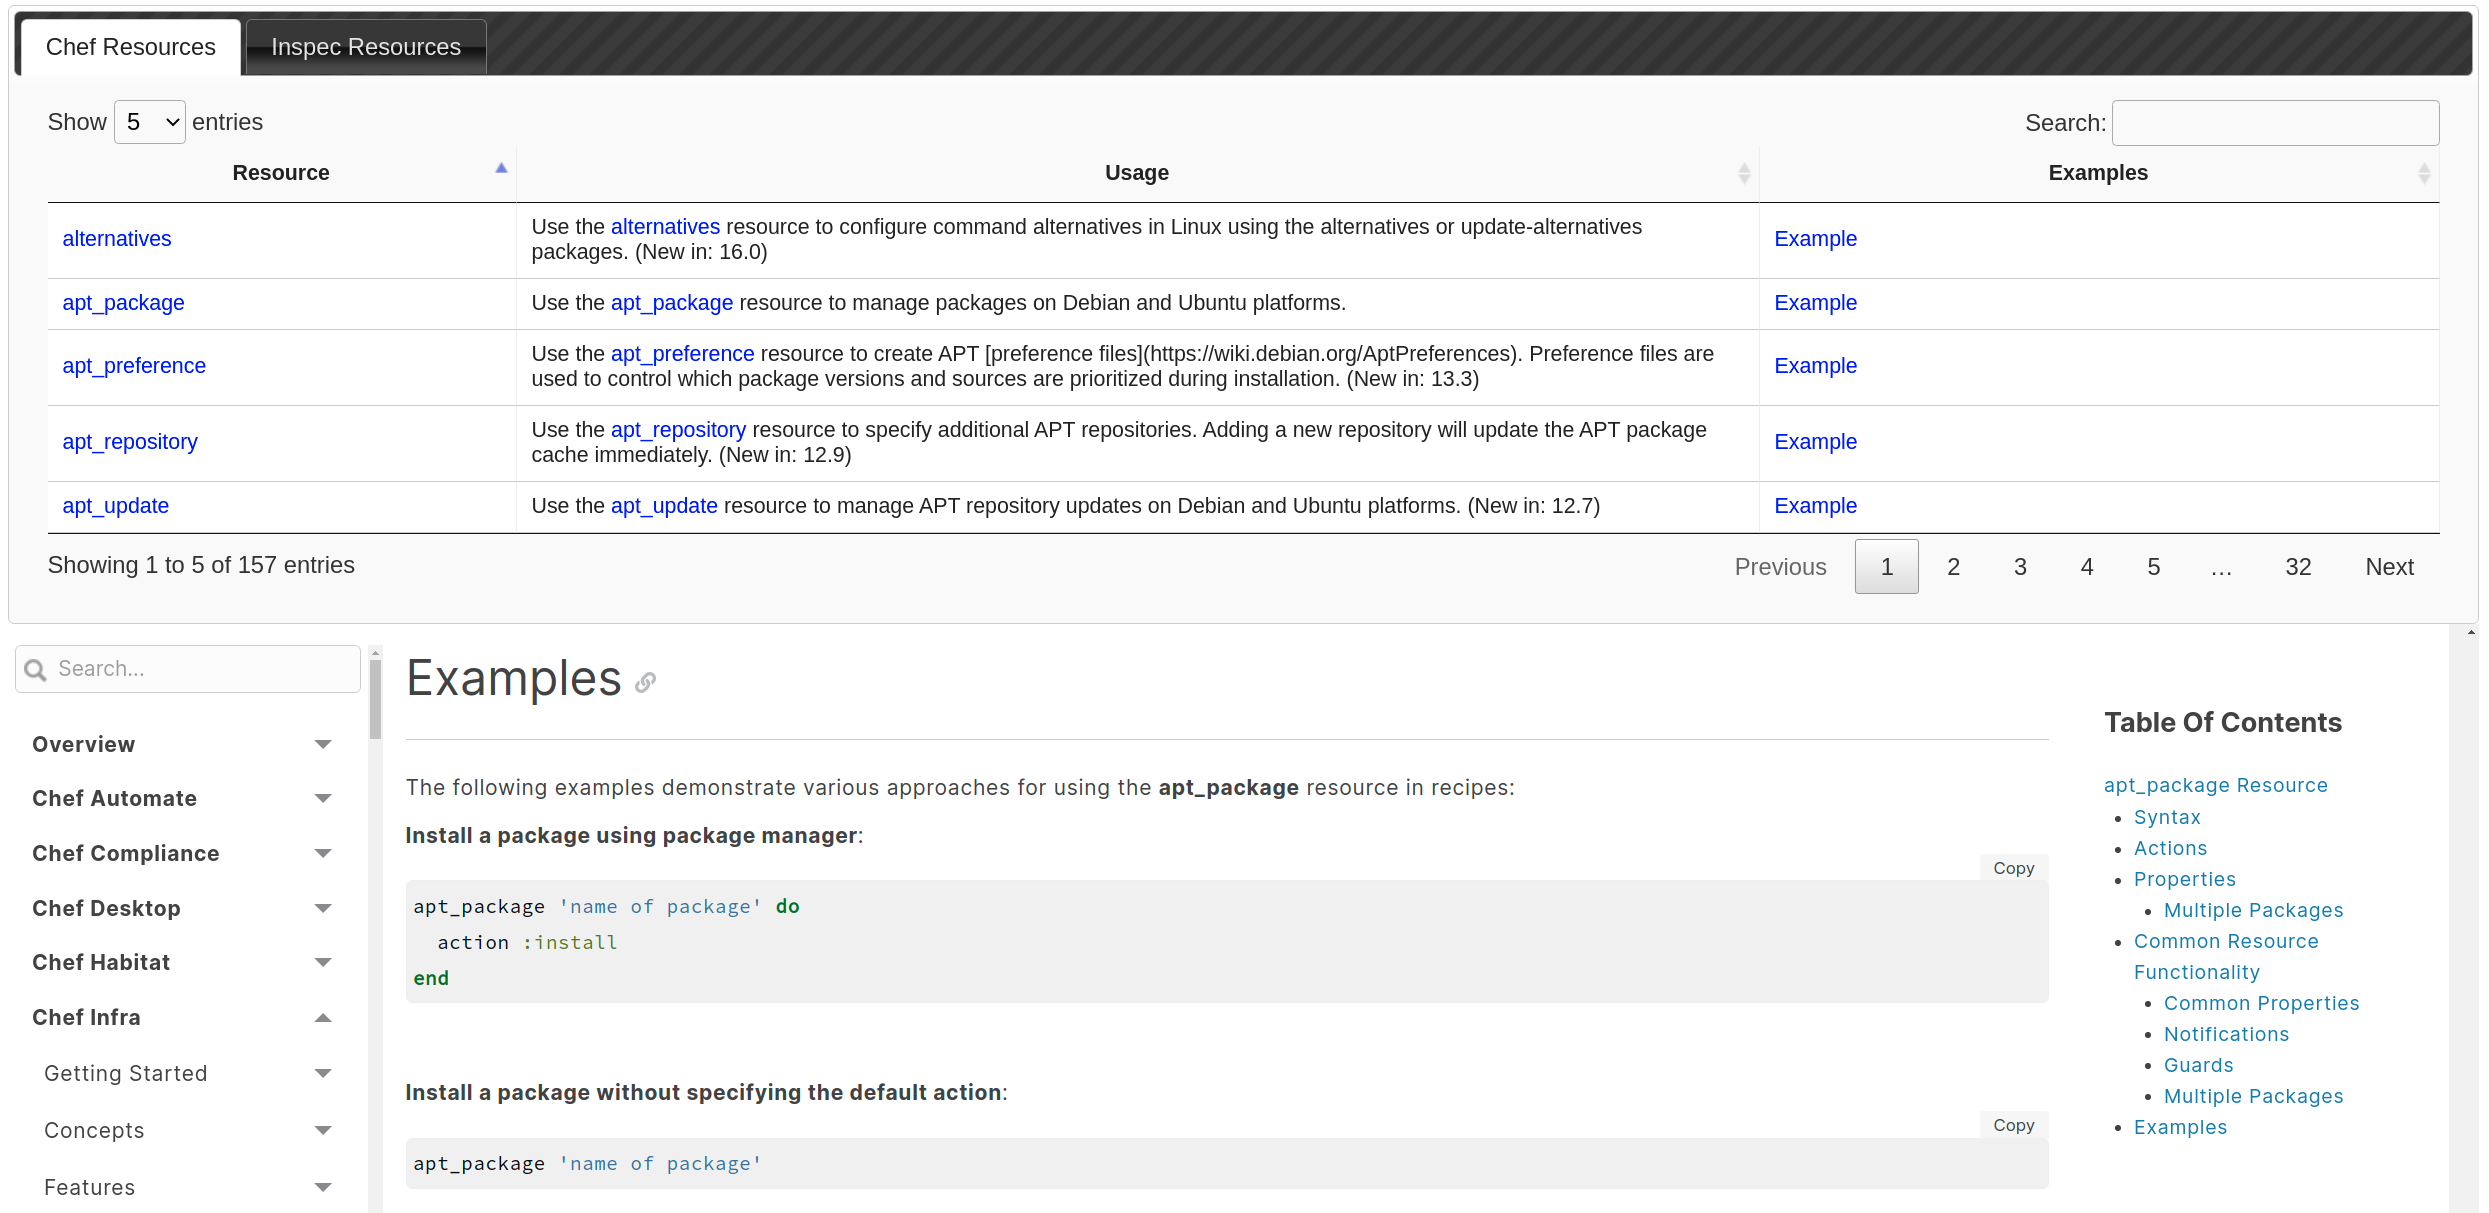 Chef Resources
Inspec Resources
Show 5 entries
Search:
Resource
Usage
Examples
alternatives
Use the alternatives resource to configure command alternatives in Linux using the alternatives or update-alternatives
packages. (New in: 16.0)
Example
apt_package
Use the apt_package resource to manage packages on Debian and Ubuntu platforms.
Example
apt_preference
Use the apt_preference resource to create APT [preference files](https://wiki.debian.org/AptPreferences). Preference files are
used to control which package versions and sources are prioritized during installation. (New in: 13.3)
Example
apt_repository
Use the apt_repository resource to specify additional APT repositories. Adding a new repository will update the APT package
cache immediately. (New in: 12.9)
Example
apt_update
Use the apt_update resource to manage APT repository updates on Debian and Ubuntu platforms. (New in: 12.7)
Example
Showing 1 to 5 of 157 entries
Previous 1 2 3 4 5 … 32 Next
Search...
Overview
Chef Automate
Chef Compliance
Chef Desktop
Chef Habitat
Chef Infra
Getting Started
Concepts
Features
Examples
The following examples demonstrate various approaches for using the apt_package resource in recipes:
Install a package using package manager:
Copy
apt_package 'name of package' do
  action :install
end
Install a package without specifying the default action:
Copy
apt_package 'name of package'
Table Of Contents
apt_package Resource
• Syntax
• Actions
• Properties
• Multiple Packages
• Common Resource
Functionality
• Common Properties
• Notifications
• Guards
• Multiple Packages
• Examples